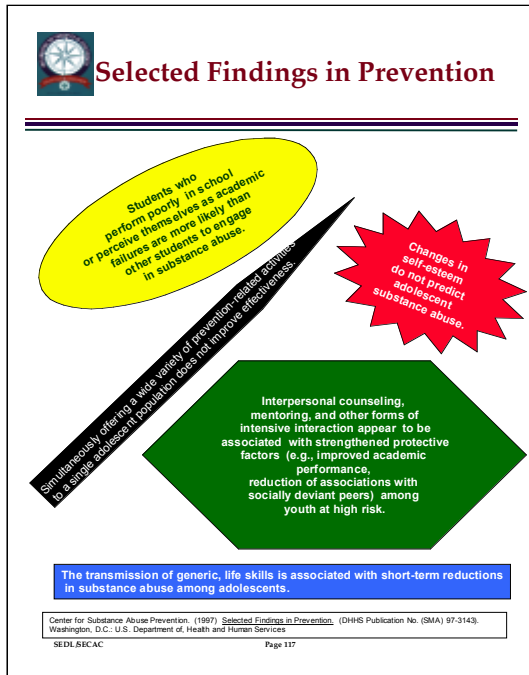 Selected Findings in Prevention
Students who
perform poorly in school
or perceive themselves as academic
failures are more likely than
other students to engage
in substance abuse.
Simultaneously offering a wide variety of prevention-related activities
to a single adolescent population does not improve effectiveness.
Changes in
self-esteem
do not predict
adolescent
substance abuse.
Interpersonal counseling,
mentoring, and other forms of
intensive interaction appear to be
associated with strengthened protective
factors (e.g., improved academic
performance,
reduction of associations with
socially deviant peers) among
youth at high risk.
The transmission of generic, life skills is associated with short-term reductions
in substance abuse among adolescents.
Center for Substance Abuse Prevention. (1997) Selected Findings in Prevention. (DHHS Publication No. (SMA) 97-3143).
Washington, D.C.: U.S. Department of, Health and Human Services
SEDL/SECAC Page 117